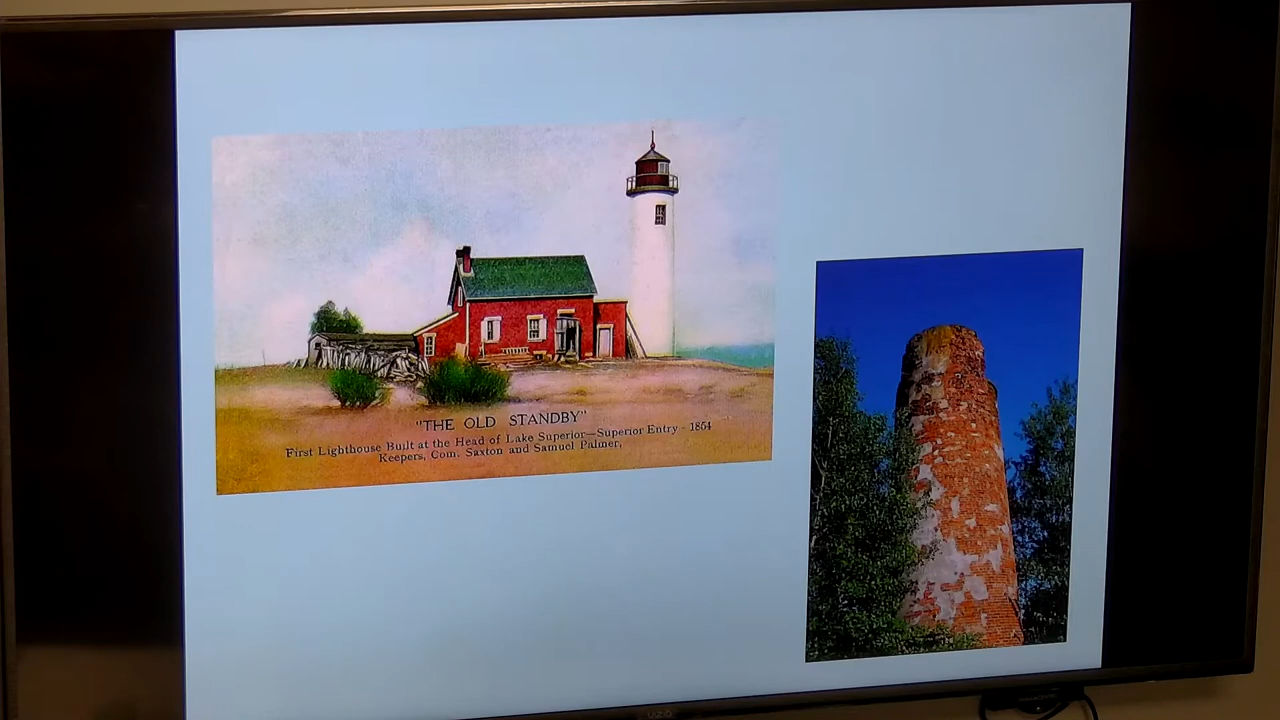 "THE OLD STANDBY"
First Lighthouse Built at the Head of Lake Superior—Superior Entry - 1854
Keepers, Com. Saxton and Samuel Palmer,